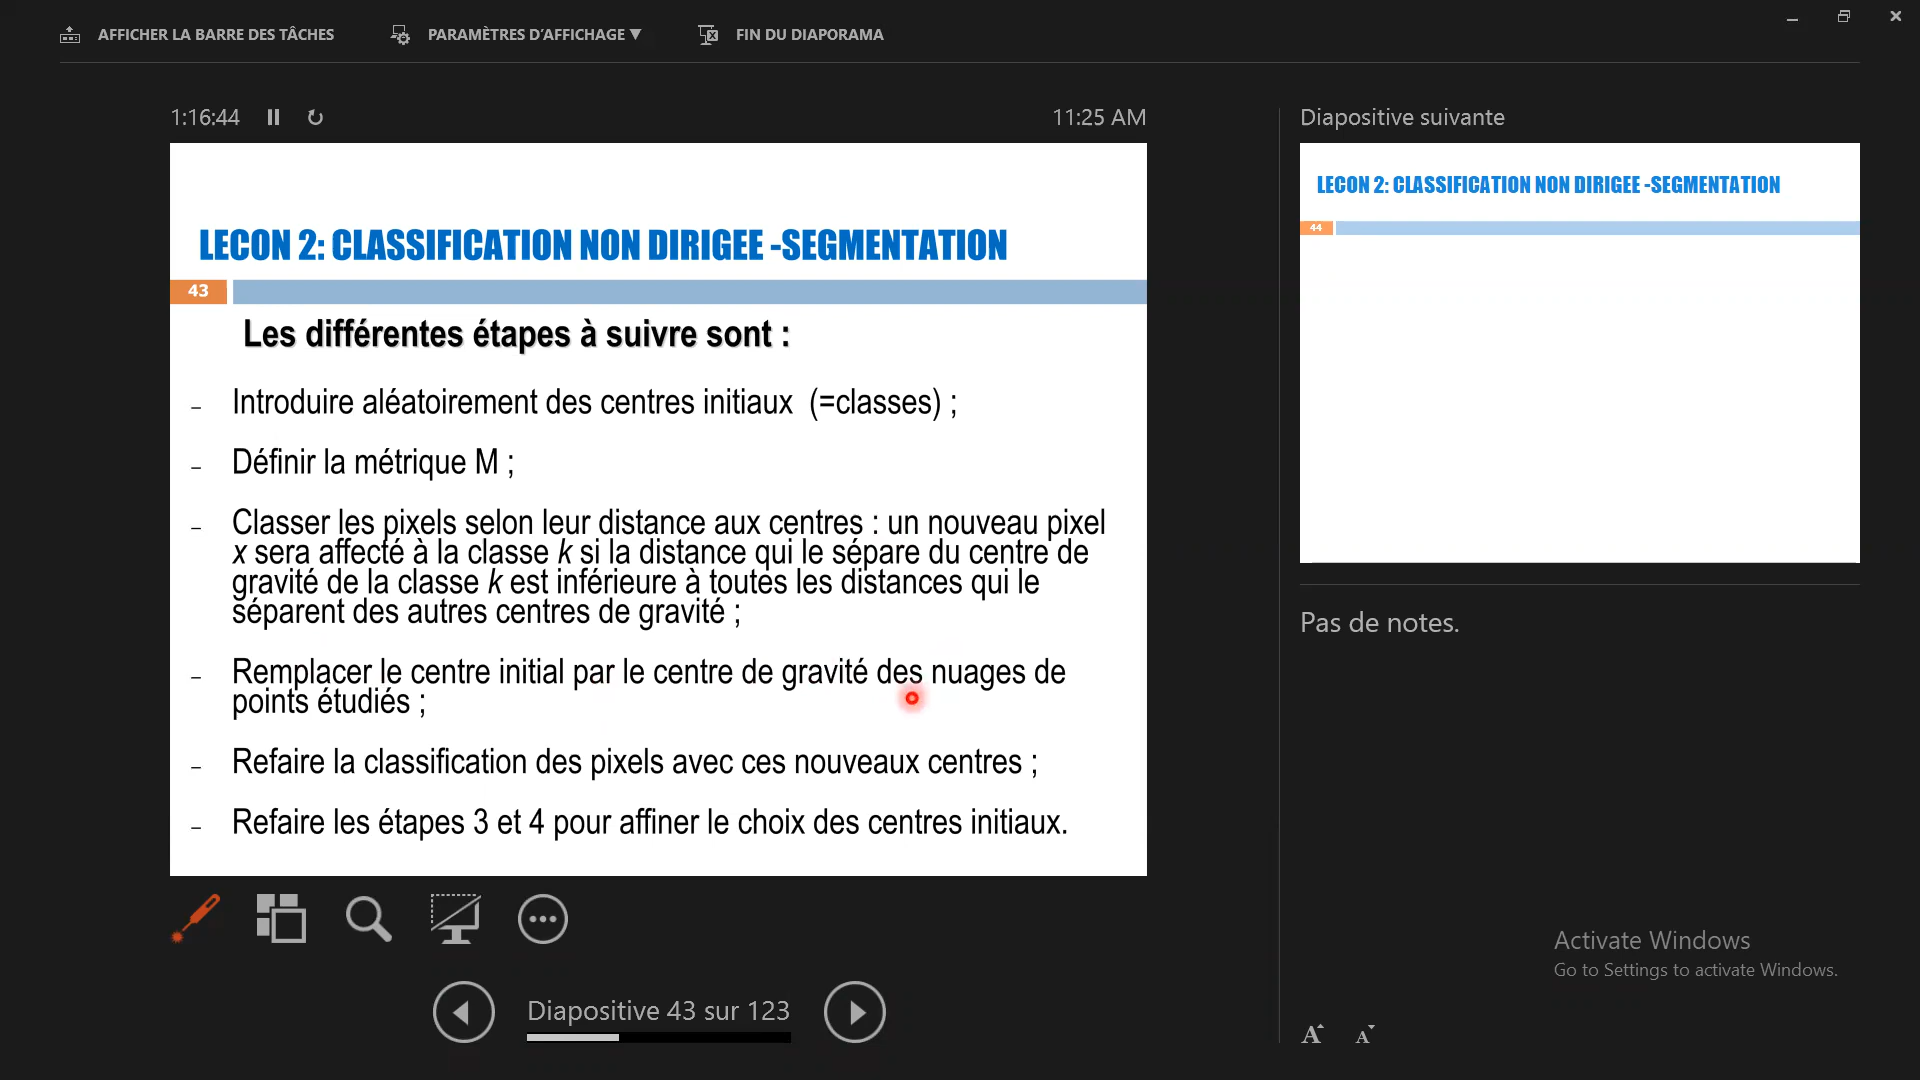 AFFICHER LA BARRE DES TÂCHES
PARAMÈTRES D'AFFICHAGE ▼
FIN DU DIAPORAMA
1:16:44
11:25 AM
LECON 2: CLASSIFICATION NON DIRIGEE -SEGMENTATION
43
Les différentes étapes à suivre sont :
– Introduire aléatoirement des centres initiaux (=classes) ;
– Définir la métrique M ;
– Classer les pixels selon leur distance aux centres : un nouveau pixel
x sera affecté à la classe k si la distance qui le sépare du centre de
gravité de la classe k est inférieure à toutes les distances qui le
séparent des autres centres de gravité ;
– Remplacer le centre initial par le centre de gravité des nuages de
points étudiés ;
– Refaire la classification des pixels avec ces nouveaux centres ;
– Refaire les étapes 3 et 4 pour affiner le choix des centres initiaux.
Diapositive 43 sur 123
Diapositive suivante
LECON 2: CLASSIFICATION NON DIRIGEE -SEGMENTATION
44
Pas de notes.
Activate Windows
Go to Settings to activate Windows.
A A